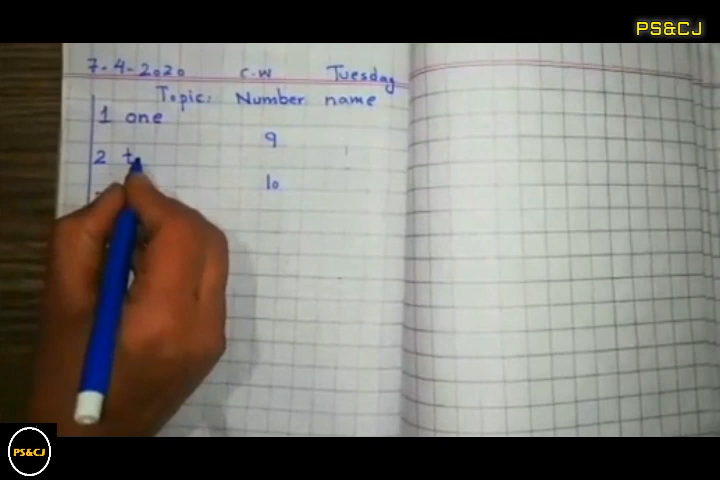 PS&CJ
7-4-2020 C.W Tuesday
Topic: Number name
1 one
9
2 t
10
PS&CJ